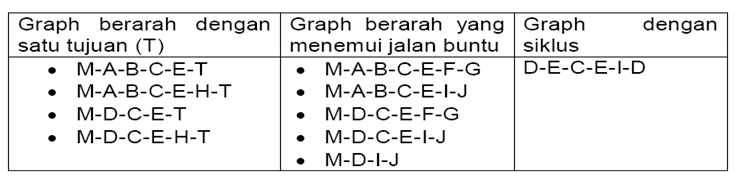 Graph berarah dengan satu tujuan (T)
Graph berarah yang menemui jalan buntu
Graph dengan siklus
• M-A-B-C-E-T
• M-A-B-C-E-H-T
• M-D-C-E-T
• M-D-C-E-H-T
• M-A-B-C-E-F-G
• M-A-B-C-E-I-J
• M-D-C-E-F-G
• M-D-C-E-I-J
• M-D-I-J
D-E-C-E-I-D